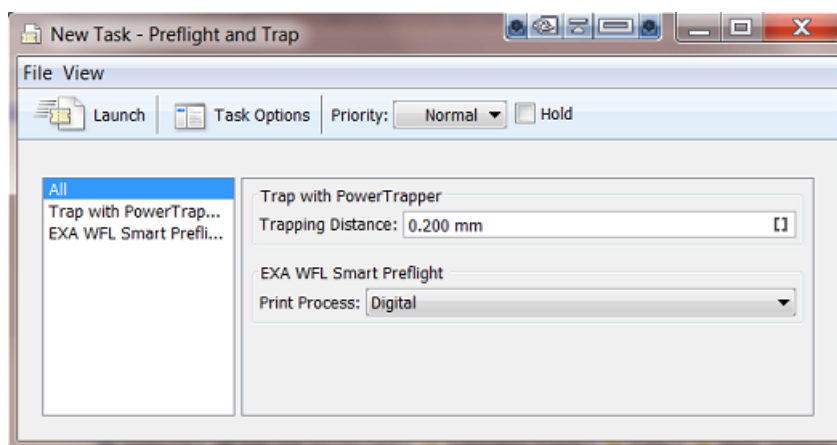 New Task - Preflight and Trap
File View
Launch Task Options Priority: Normal Hold
All
Trap with PowerTrap...
EXA WFL Smart Prefli...
Trap with PowerTrapper
Trapping Distance: 0.200 mm []
EXA WFL Smart Preflight
Print Process: Digital